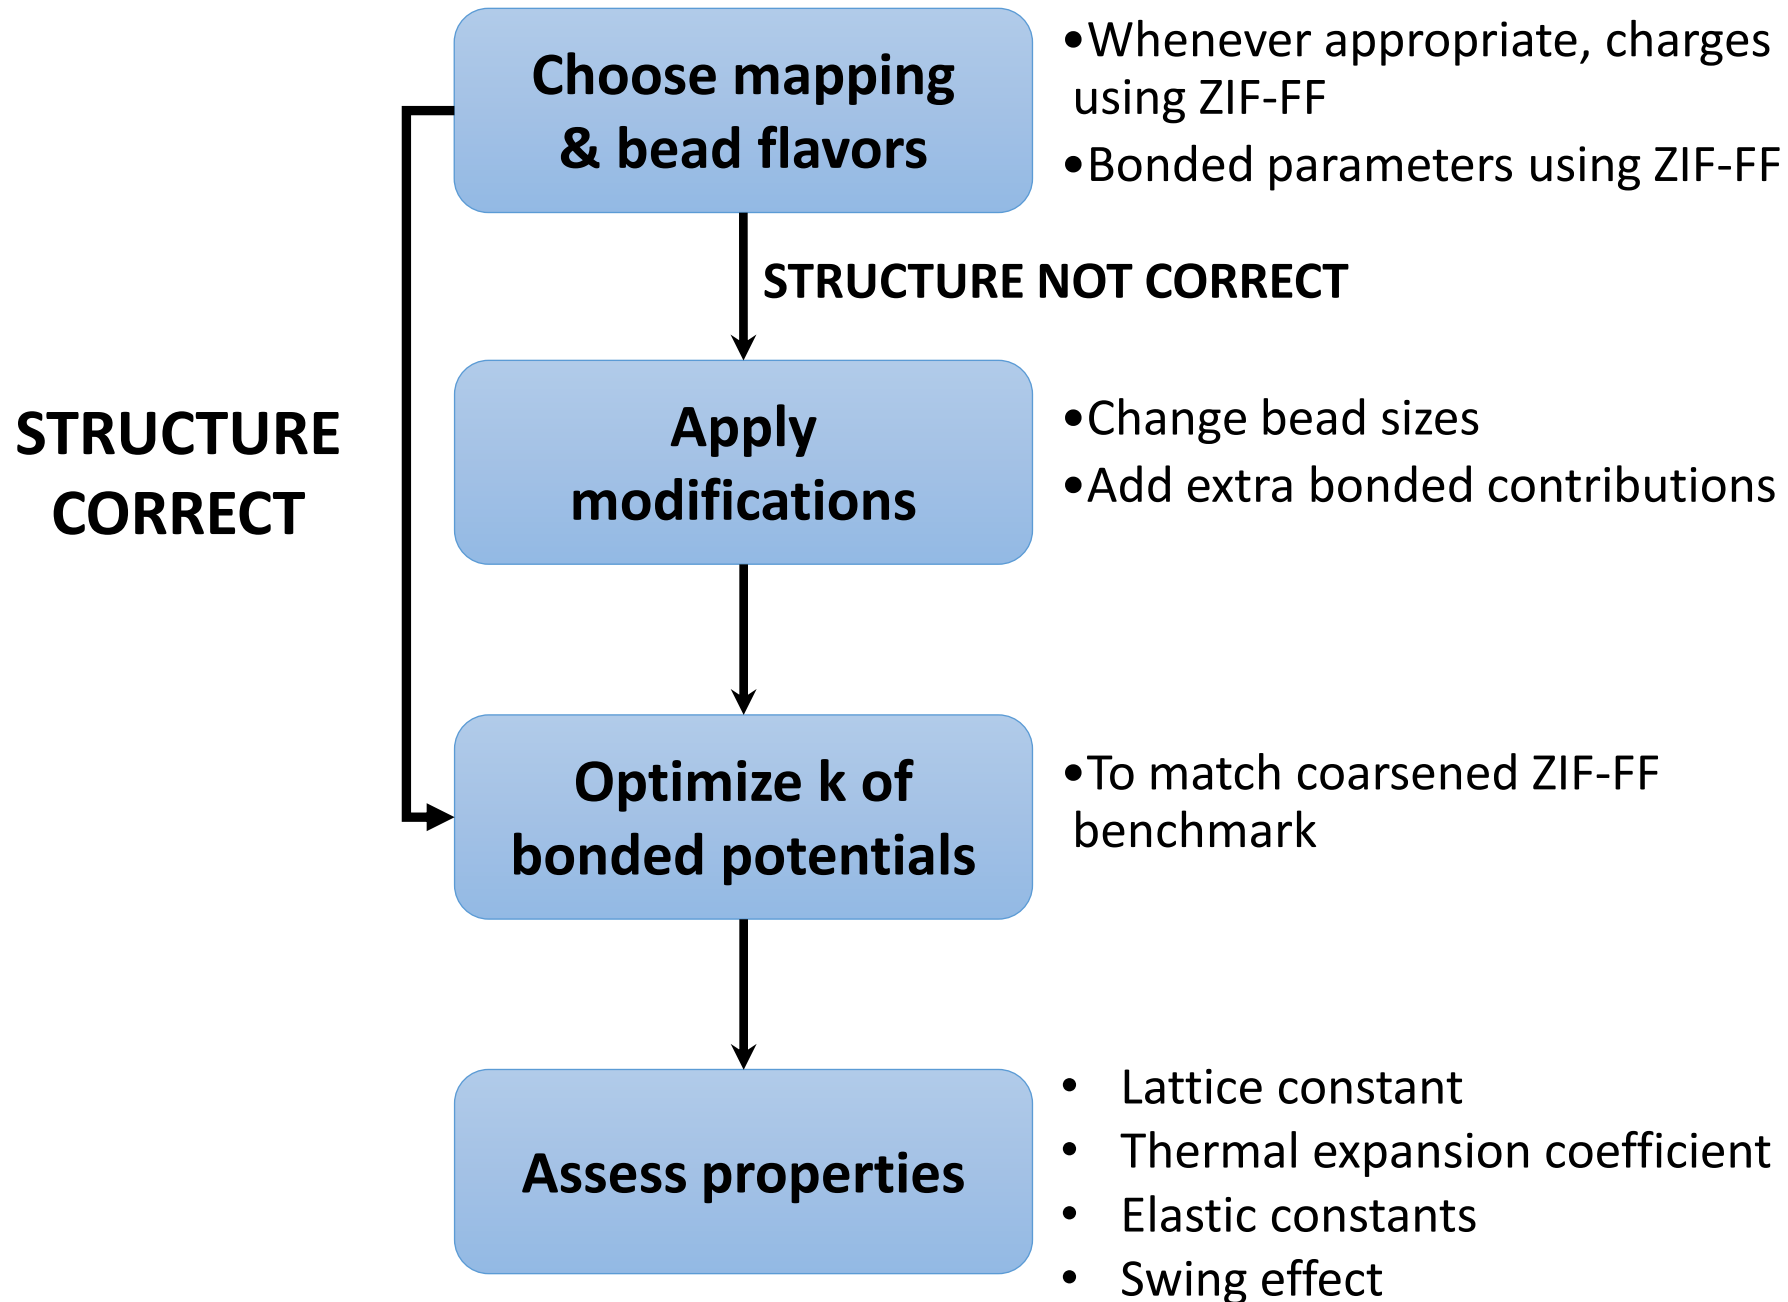 Choose mapping
& bead flavors
•Whenever appropriate, charges
using ZIF-FF
•Bonded parameters using ZIF-FF
STRUCTURE NOT CORRECT
STRUCTURE
CORRECT
Apply
modifications
•Change bead sizes
•Add extra bonded contributions
Optimize k of
bonded potentials
•To match coarsened ZIF-FF
benchmark
Assess properties
• Lattice constant
• Thermal expansion coefficient
• Elastic constants
• Swing effect